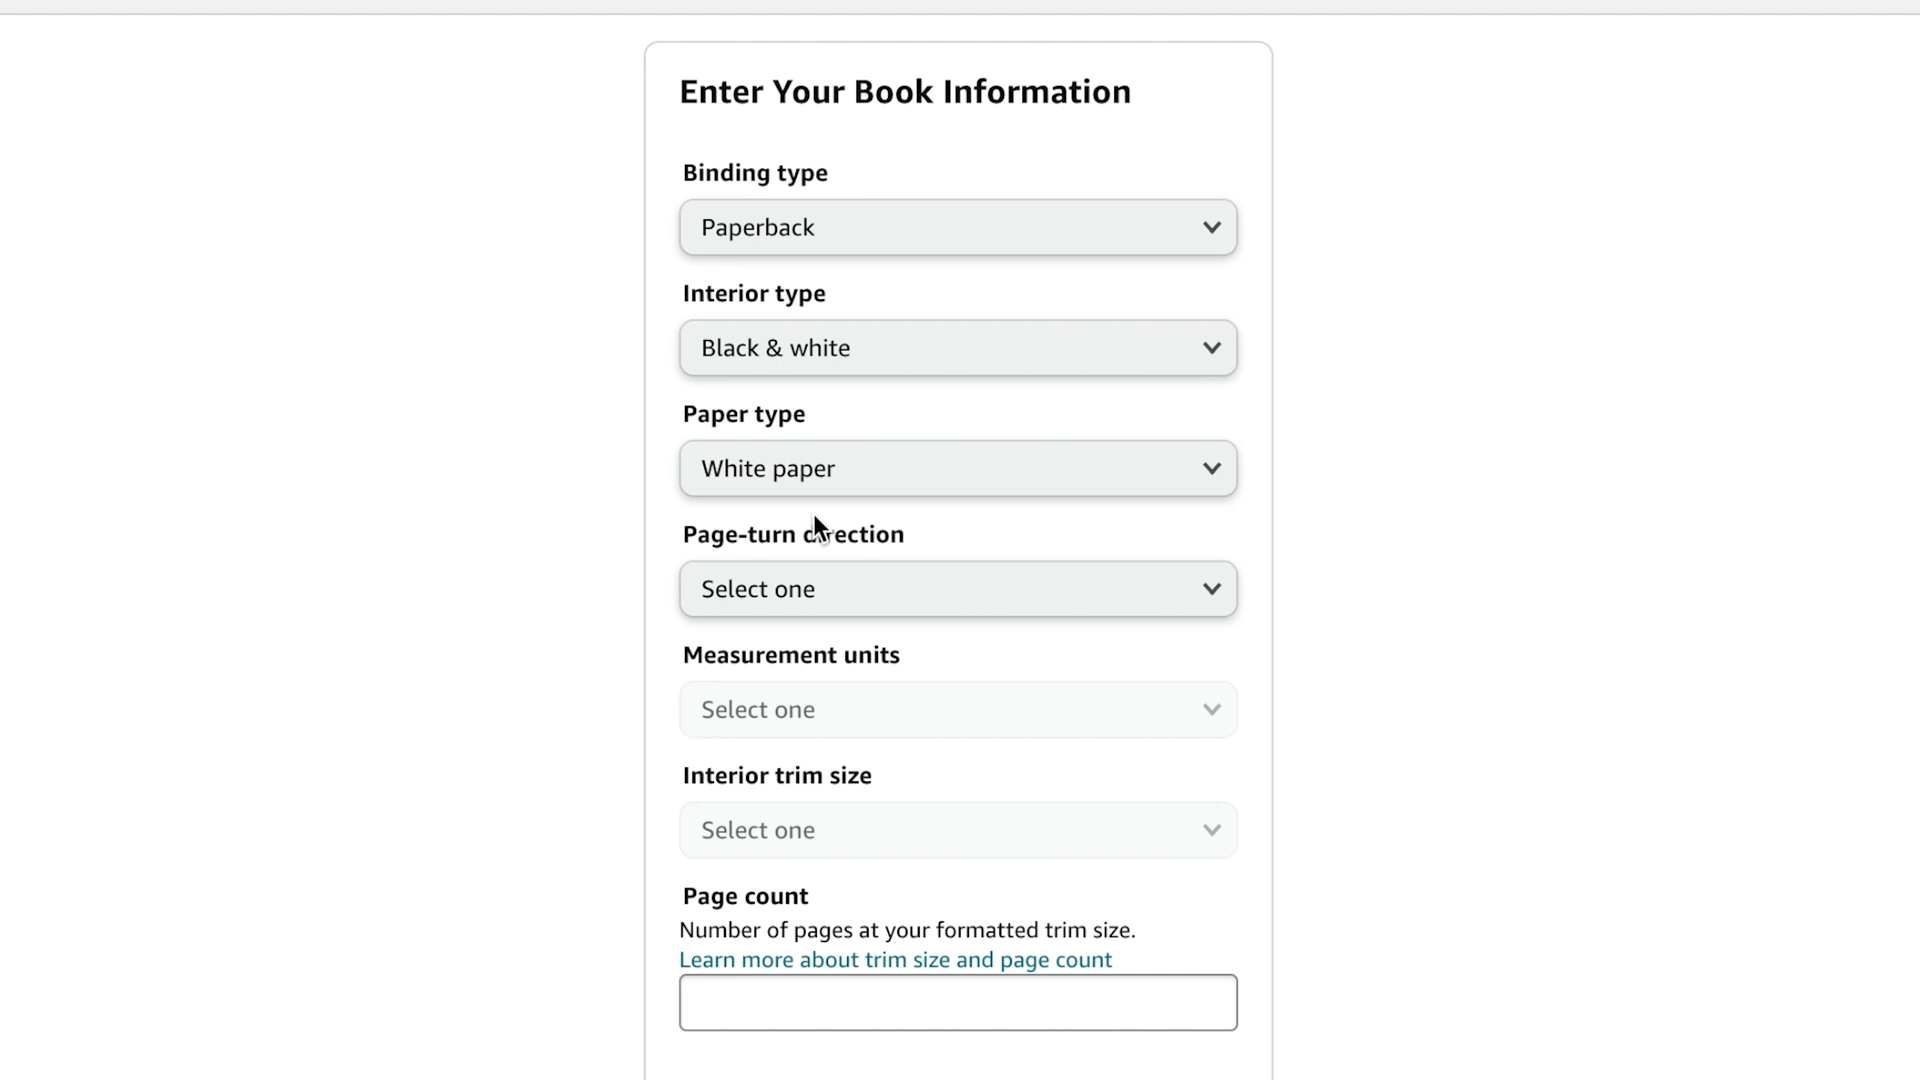 Enter Your Book Information
Binding type
Paperback
Interior type
Black & white
Paper type
White paper
Page-turn direction
Select one
Measurement units
Select one
Interior trim size
Select one
Page count
Number of pages at your formatted trim size.
Learn more about trim size and page count